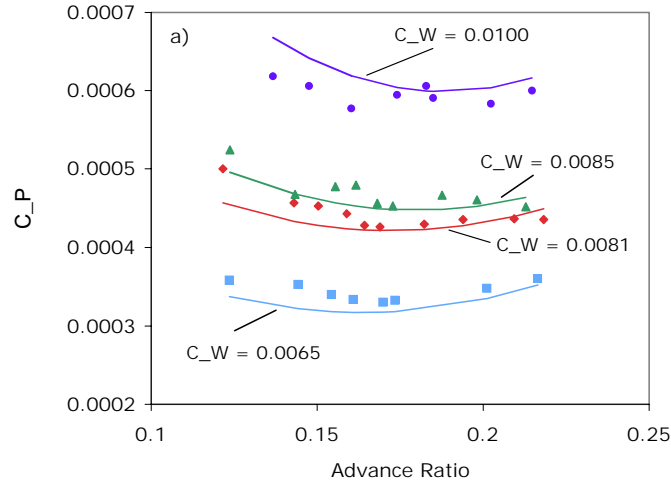 0.0007
a)
C_W = 0.0100
0.0006
0.0005
C_W = 0.0085
C_P
0.0004
C_W = 0.0081
0.0003
C_W = 0.0065
0.0002
0.1
0.15
0.2
0.25
Advance Ratio